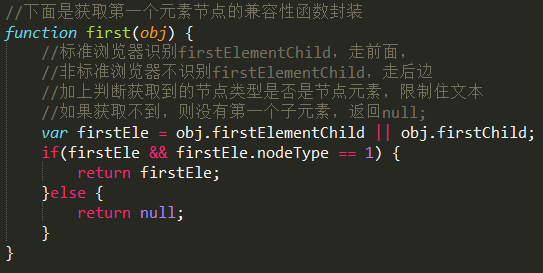 //下面是获取第一个元素节点的兼容性函数封装
function first(obj) {
    //标准浏览器识别firstElementChild，走前面，
    //非标准浏览器不识别firstElementChild，走后边
    //加上判断获取到的节点类型是否是节点元素，限制住文本
    //如果获取不到，则没有第一个子元素，返回null;
    var firstEle = obj.firstElementChild || obj.firstChild;
    if(firstEle && firstEle.nodeType == 1) {
        return firstEle;
    }else {
        return null;
    }
}